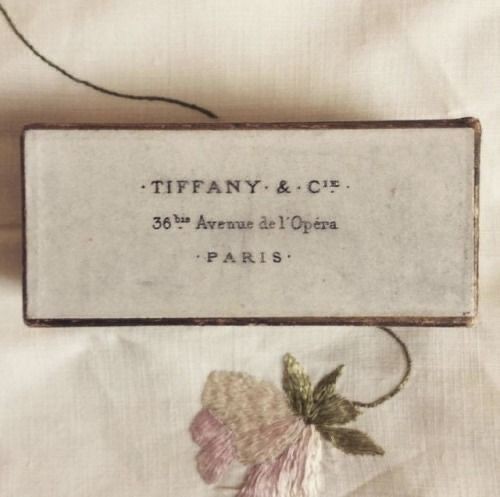 ·TIFFANY·&·Cᴵᴱ·
36ᵇⁱˢ Avenue de l'Opéra
·PARIS·